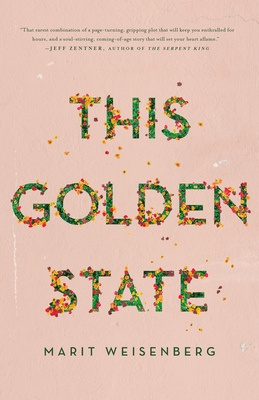 "That rarest combination of a page-turning, gripping plot that will keep you enthralled for
hours, and a soul-stirring, coming-of-age story that will set your heart aflame."
—JEFF ZENTNER, AUTHOR OF THE SERPENT KING
THIS
GOLDEN
STATE
MARIT WEISENBERG